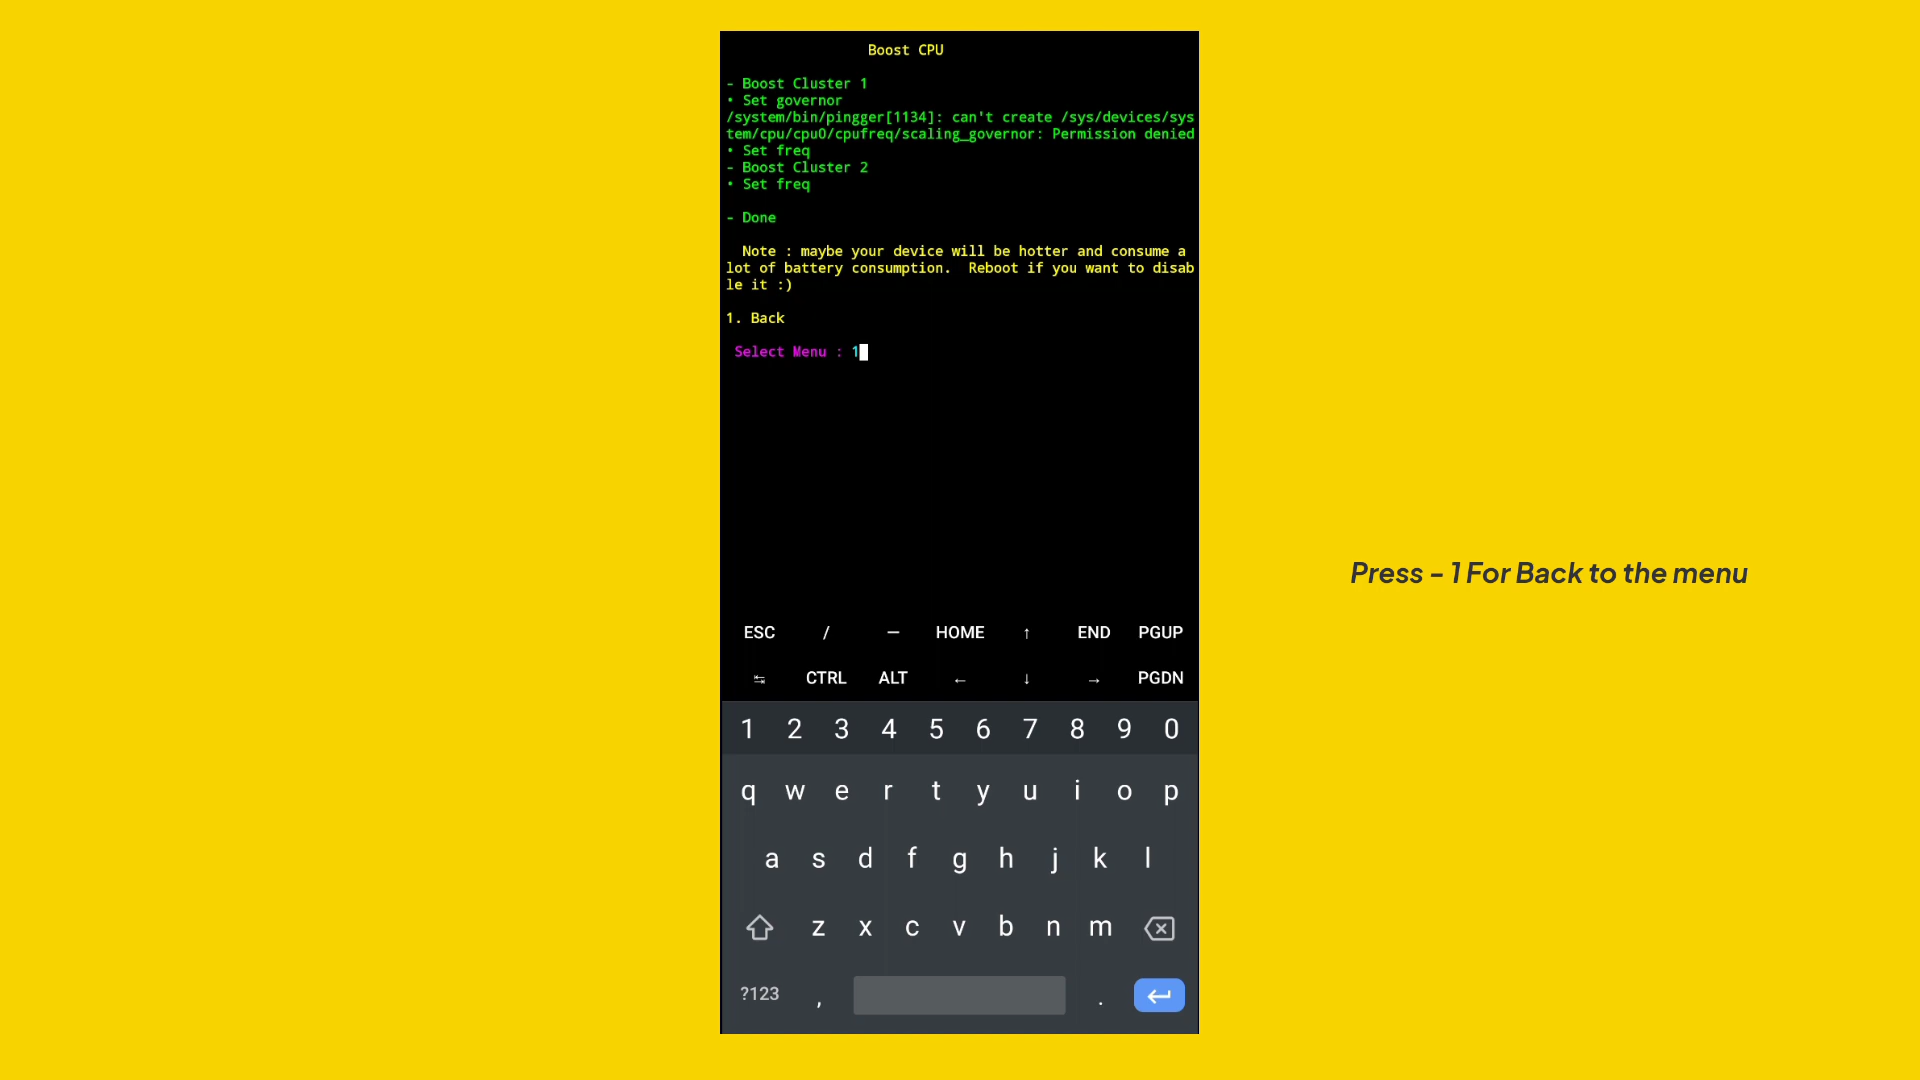 Boost CPU
- Boost Cluster 1
• Set governor
/system/bin/pingger[1134]: can't create /sys/devices/sys
tem/cpu/cpu0/cpufreq/scaling_governor: Permission denied
• Set freq
- Boost Cluster 2
• Set freq
- Done
Note : maybe your device will be hotter and consume a
lot of battery consumption.  Reboot if you want to disab
le it :)
1. Back
Select Menu : 1
Press - 1 For Back to the menu
ESC / — HOME ↑ END PGUP
↹ CTRL ALT ← ↓ → PGDN
1 2 3 4 5 6 7 8 9 0
q w e r t y u i o p
a s d f g h j k l
z x c v b n m
?123 , .